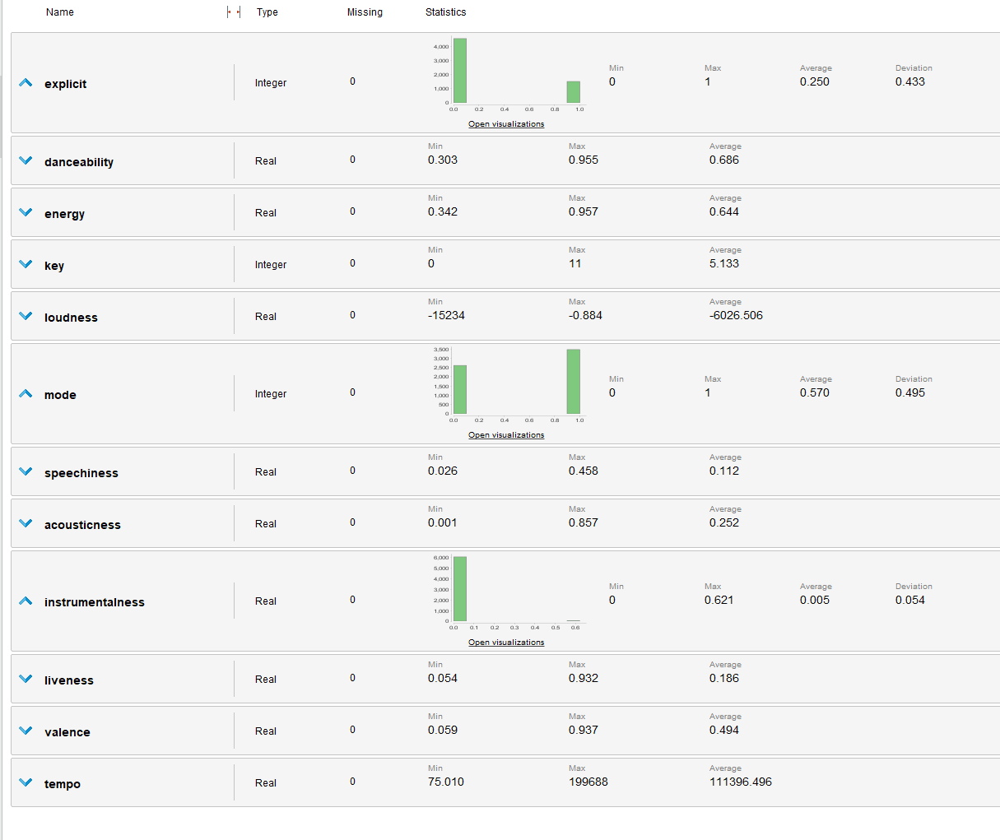 Name Type Missing Statistics
explicit Integer 0
4,000
3,000
2,000
1,000
0
0.0 0.2 0.4 0.6 0.8 1.0
Open visualizations
Min Max Average Deviation
0 1 0.250 0.433
danceability Real 0
Min Max Average
0.303 0.955 0.686
energy Real 0
Min Max Average
0.342 0.957 0.644
key Integer 0
Min Max Average
0 11 5.133
loudness Real 0
Min Max Average
-15234 -0.884 -6026.506
mode Integer 0
3,500
3,000
2,500
2,000
1,500
1,000
500
0
0.0 0.2 0.4 0.6 0.8 1.0
Open visualizations
Min Max Average Deviation
0 1 0.570 0.495
speechiness Real 0
Min Max Average
0.026 0.458 0.112
acousticness Real 0
Min Max Average
0.001 0.857 0.252
instrumentalness Real 0
6,000
5,000
4,000
3,000
2,000
1,000
0
0.0 0.1 0.2 0.3 0.4 0.5 0.6
Open visualizations
Min Max Average Deviation
0 0.621 0.005 0.054
liveness Real 0
Min Max Average
0.054 0.932 0.186
valence Real 0
Min Max Average
0.059 0.937 0.494
tempo Real 0
Min Max Average
75.010 199688 111396.496